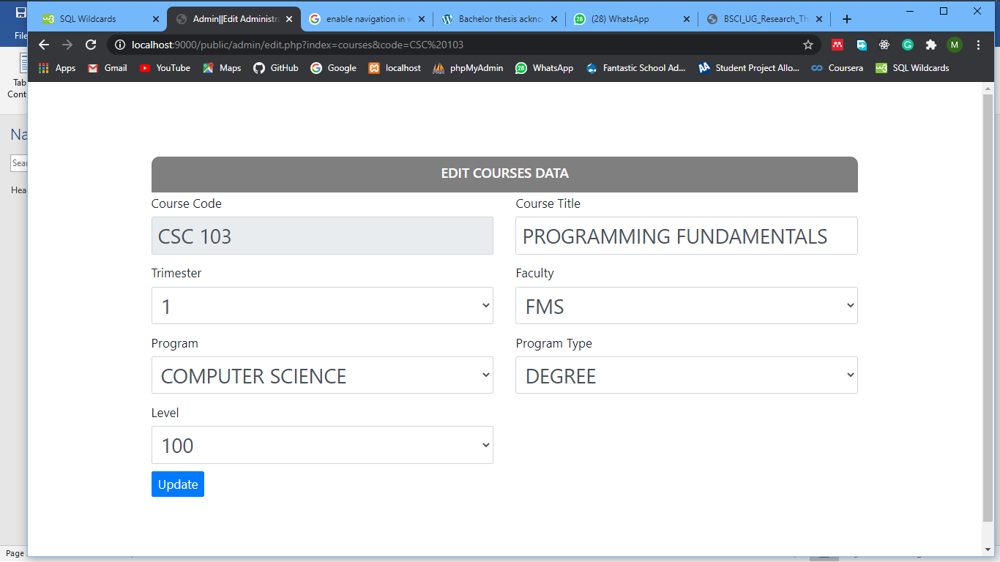 SQL Wildcards
Admin||Edit Administra
enable navigation in w
Bachelor thesis ackno
(28) WhatsApp
BSCI_UG_Research_Th
File
localhost:9000/public/admin/edit.php?index=courses&code=CSC%20103
M
Apps
Gmail
YouTube
Maps
GitHub
Google
localhost
phpMyAdmin
WhatsApp
Fantastic School Ad...
Student Project Allo...
Coursera
SQL Wildcards
Tab
Cont
Na
Sear
Hea
EDIT COURSES DATA
Course Code
Course Title
CSC 103
PROGRAMMING FUNDAMENTALS
Trimester
Faculty
1
FMS
Program
Program Type
COMPUTER SCIENCE
DEGREE
Level
100
Update
Page